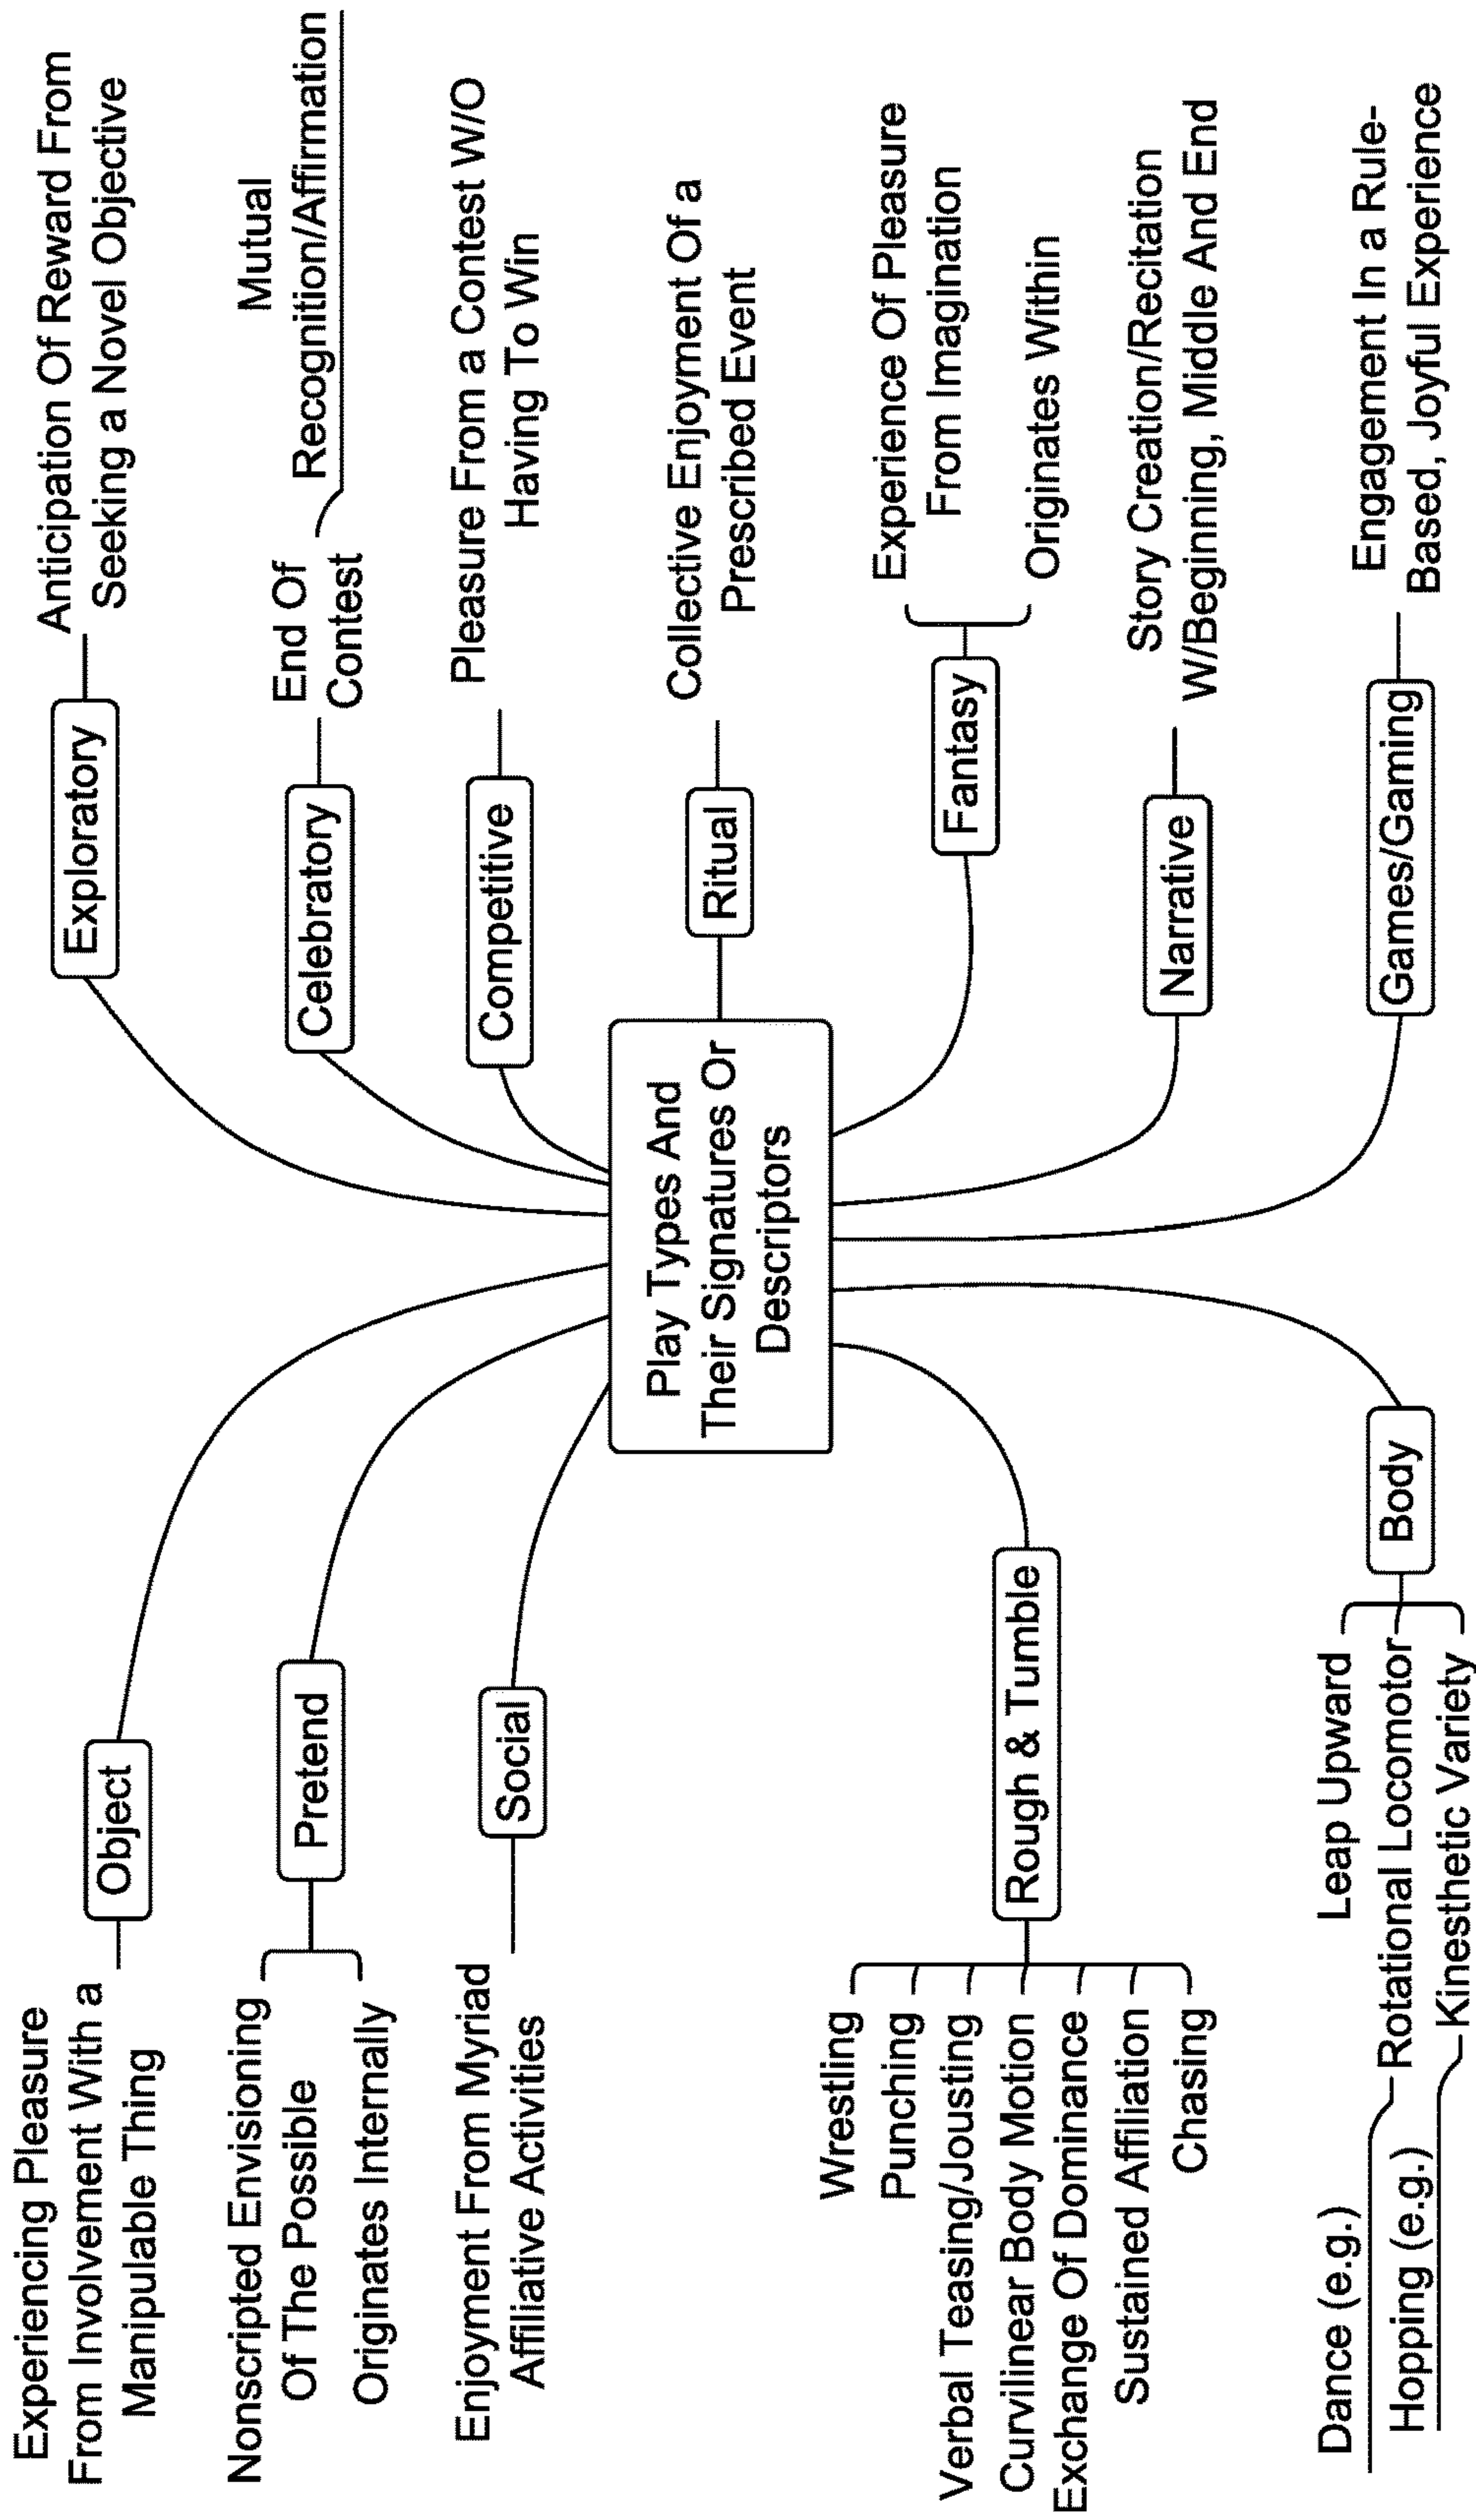 Experiencing Pleasure
From Involvement With a
Manipulable Thing
Object
Nonscripted Envisioning
Of The Possible
Originates Internally
Pretend
Enjoyment From Myriad
Affiliative Activities
Social
Wrestling
Punching
Verbal Teasing/Jousting
Curvilinear Body Motion
Exchange Of Dominance
Sustained Affiliation
Chasing
Rough & Tumble
Leap Upward
Dance (e.g.)
Rotational Locomotor
Hopping (e.g.)
Kinesthetic Variety
Body
Play Types And
Their Signatures Or
Descriptors
Exploratory
Anticipation Of Reward From
Seeking a Novel Objective
Celebratory
End Of
Contest
Mutual
Recognition/Affirmation
Competitive
Pleasure From a Contest W/O
Having To Win
Ritual
Collective Enjoyment Of a
Prescribed Event
Fantasy
Experience Of Pleasure
From Imagination
Originates Within
Narrative
Story Creation/Recitation
W/Beginning, Middle And End
Games/Gaming
Engagement In a Rule-
Based, Joyful Experience